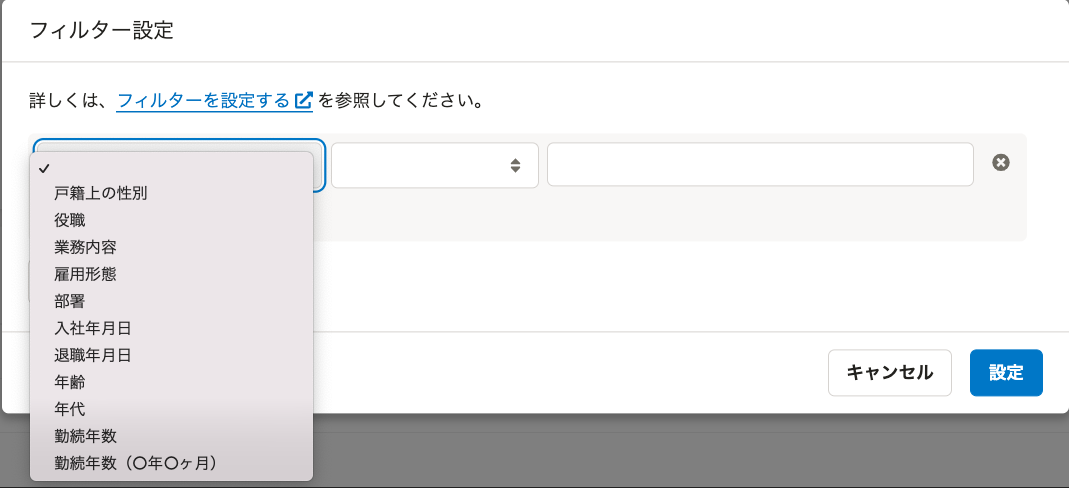 フィルター設定
詳しくは、フィルターを設定する を参照してください。
戸籍上の性別
役職
業務内容
雇用形態
部署
入社年月日
退職年月日
年齢
年代
勤続年数
勤続年数（〇年〇ヶ月）
キャンセル
設定